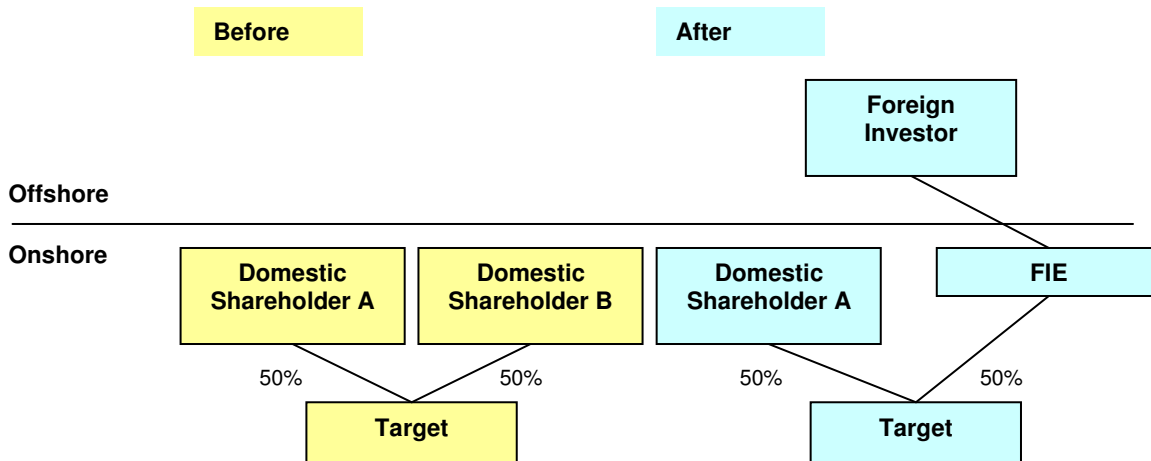 Before
After
Foreign
Investor
Offshore
Onshore
Domestic
Shareholder A
Domestic
Shareholder B
Domestic
Shareholder A
FIE
50%
50%
50%
50%
Target
Target